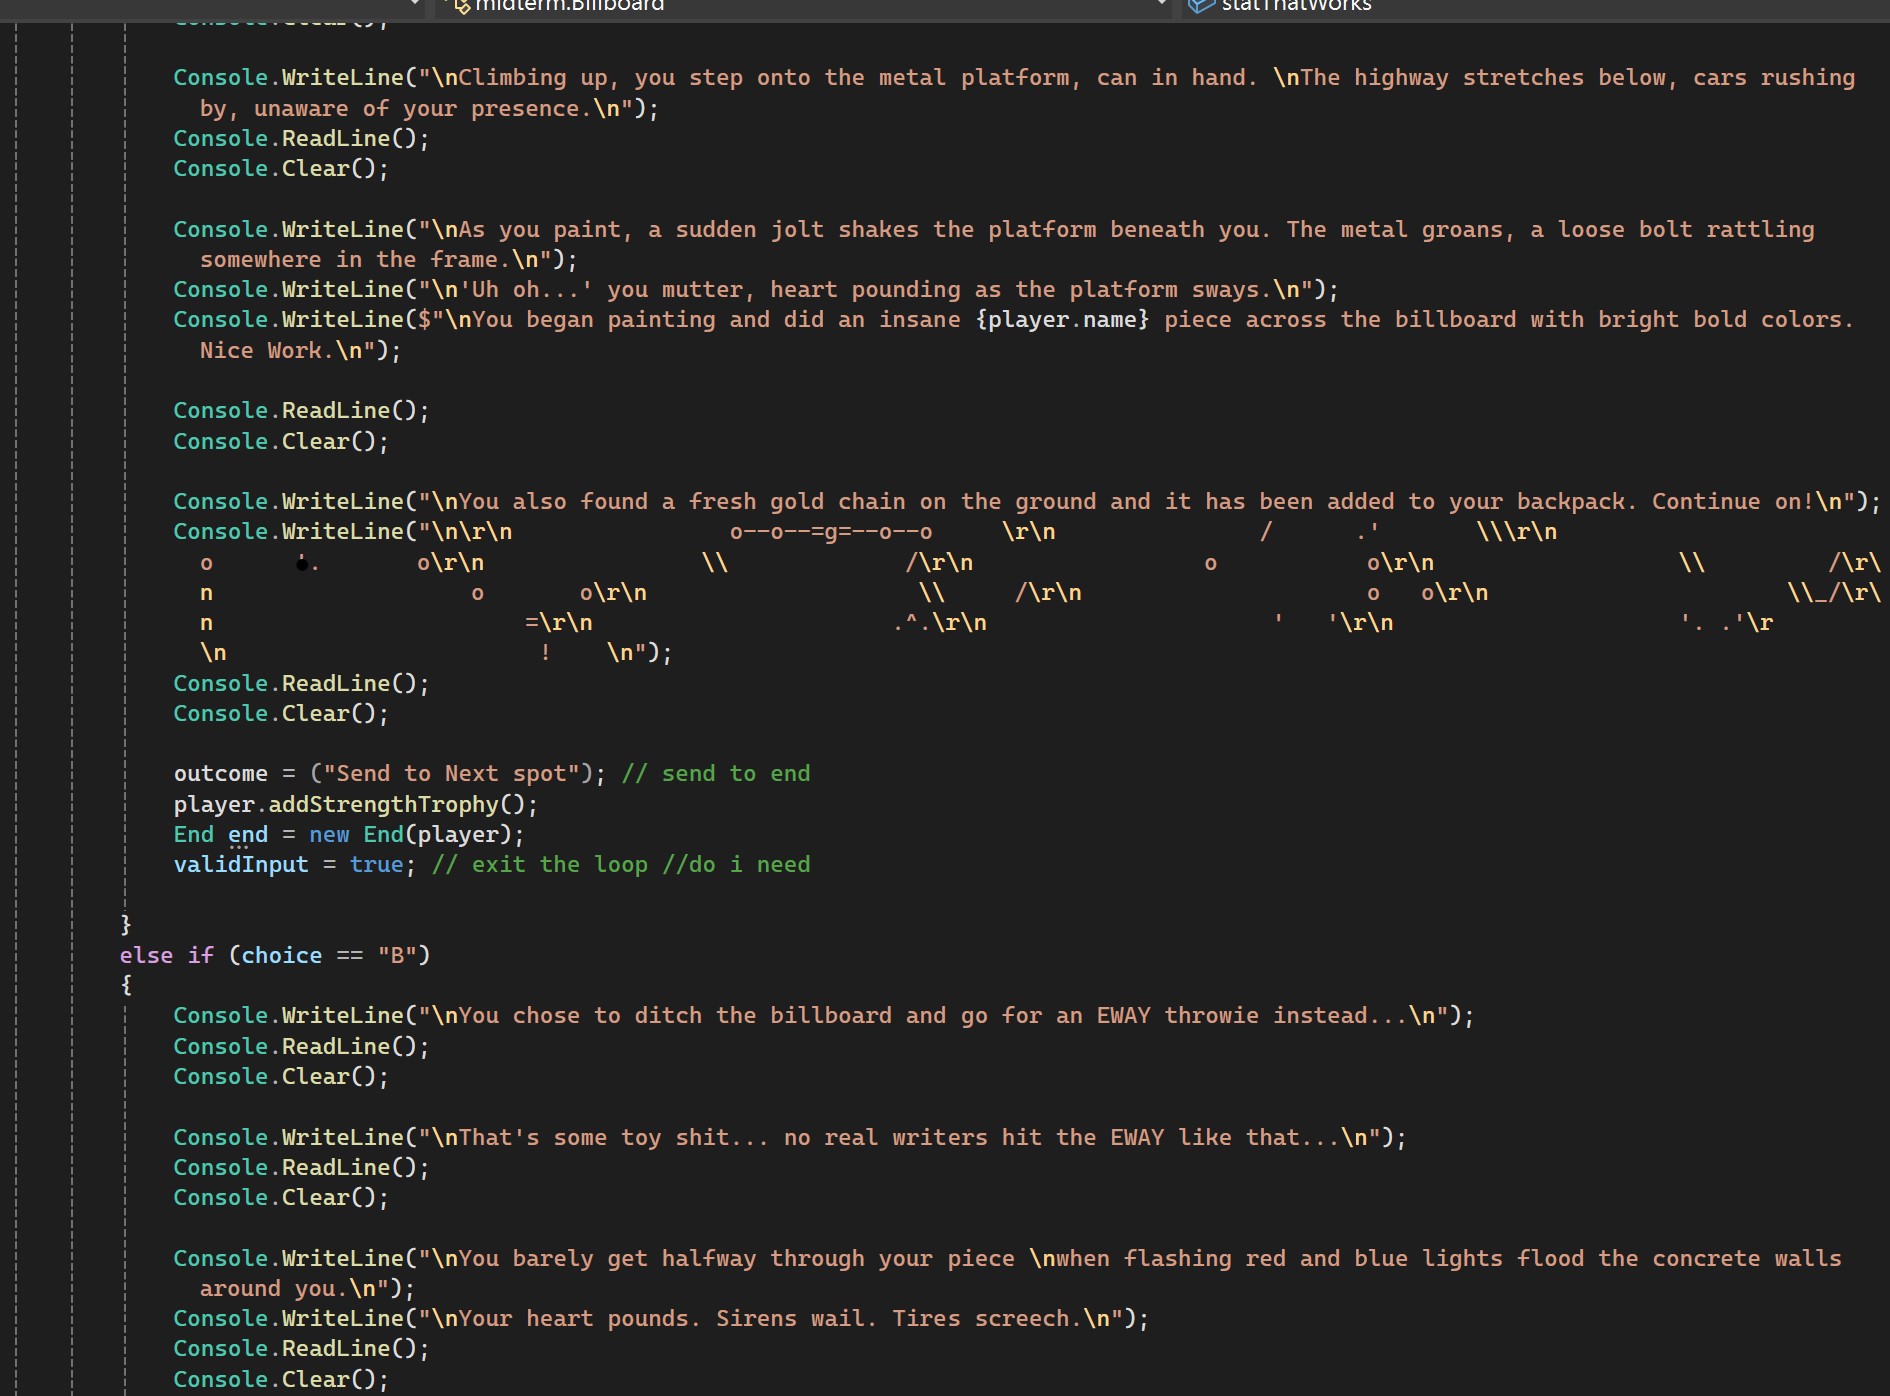 midterm.Billboard statThatWorks
Console.Clear();
Console.WriteLine("\nClimbing up, you step onto the metal platform, can in hand. \nThe highway stretches below, cars rushing
by, unaware of your presence.\n");
Console.ReadLine();
Console.Clear();
Console.WriteLine("\nAs you paint, a sudden jolt shakes the platform beneath you. The metal groans, a loose bolt rattling
somewhere in the frame.\n");
Console.WriteLine("\n'Uh oh...' you mutter, heart pounding as the platform sways.\n");
Console.WriteLine($"\nYou began painting and did an insane {player.name} piece across the billboard with bright bold colors.
Nice Work.\n");
Console.ReadLine();
Console.Clear();
Console.WriteLine("\nYou also found a fresh gold chain on the ground and it has been added to your backpack. Continue on!\n");
Console.WriteLine("\n\r\n                o--o--=g=--o--o     \r\n               /      .'       \\\r\n
o      '.       o\r\n                \\             /\r\n                 o           o\r\n                  \\         /\r\
n                   o       o\r\n                    \\      /\r\n                     o   o\r\n                      \\_/\r\
n                       =\r\n                      .^.\r\n                     '   '\r\n                     '. .'\r
\n                       !    \n");
Console.ReadLine();
Console.Clear();
outcome = ("Send to Next spot"); // send to end
player.addStrengthTrophy();
End end = new End(player);
validInput = true; // exit the loop //do i need
}
else if (choice == "B")
{
Console.WriteLine("\nYou chose to ditch the billboard and go for an EWAY throwie instead...\n");
Console.ReadLine();
Console.Clear();
Console.WriteLine("\nThat's some toy shit... no real writers hit the EWAY like that...\n");
Console.ReadLine();
Console.Clear();
Console.WriteLine("\nYou barely get halfway through your piece \nwhen flashing red and blue lights flood the concrete walls
around you.\n");
Console.WriteLine("\nYour heart pounds. Sirens wail. Tires screech.\n");
Console.ReadLine();
Console.Clear();